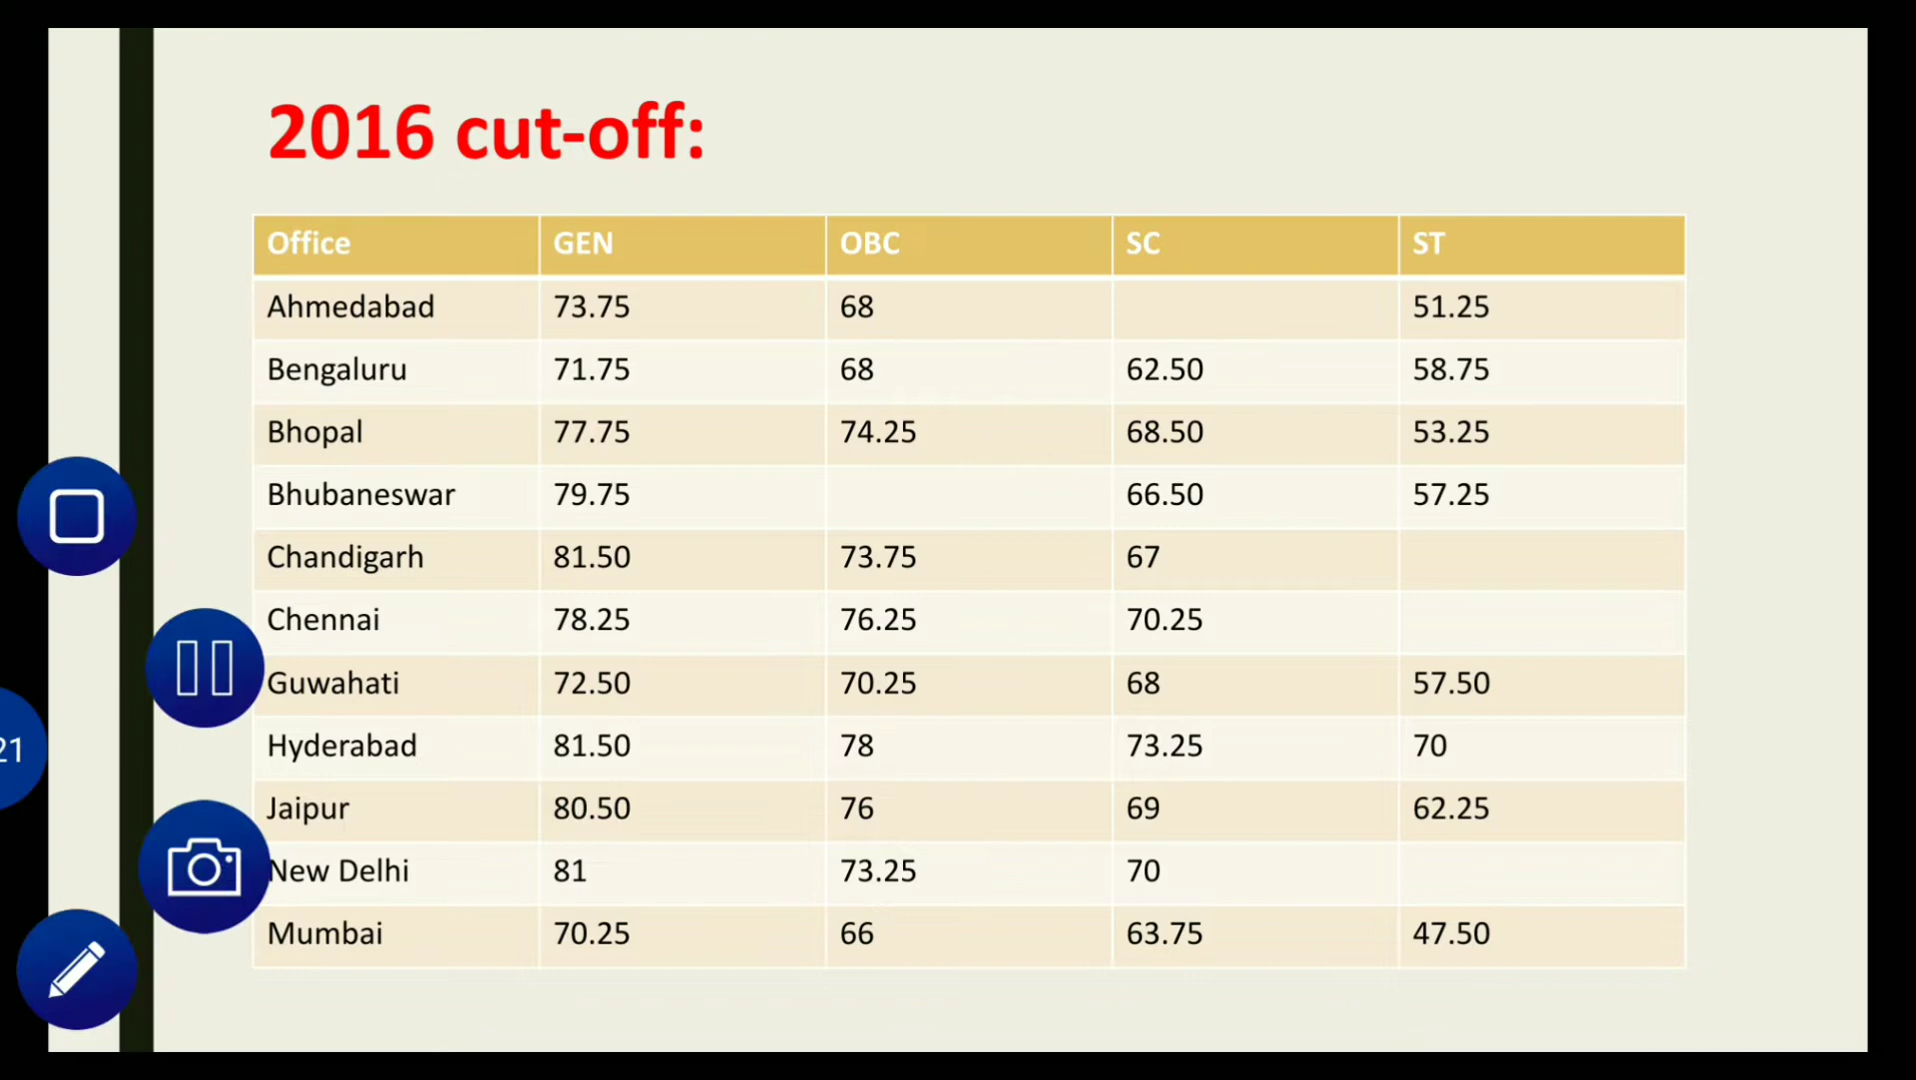 2016 cut-off:
Office GEN OBC SC ST
Ahmedabad 73.75 68 51.25
Bengaluru 71.75 68 62.50 58.75
Bhopal 77.75 74.25 68.50 53.25
Bhubaneswar 79.75 66.50 57.25
Chandigarh 81.50 73.75 67
Chennai 78.25 76.25 70.25
Guwahati 72.50 70.25 68 57.50
Hyderabad 81.50 78 73.25 70
21
Jaipur 80.50 76 69 62.25
New Delhi 81 73.25 70
Mumbai 70.25 66 63.75 47.50